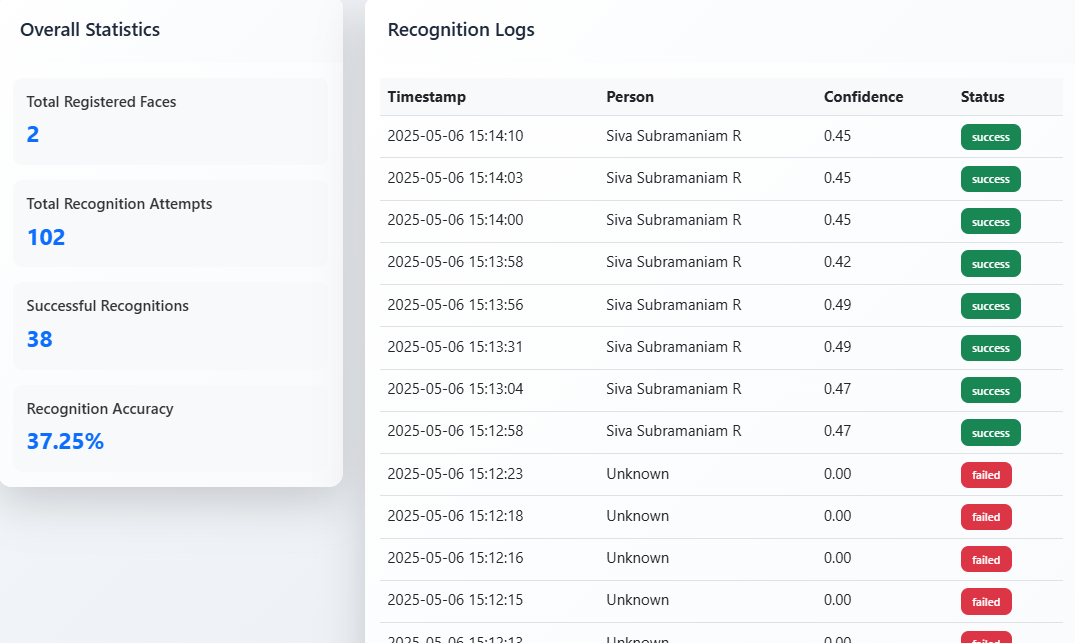 Overall Statistics
Total Registered Faces
2
Total Recognition Attempts
102
Successful Recognitions
38
Recognition Accuracy
37.25%
Recognition Logs
Timestamp Person Confidence Status
2025-05-06 15:14:10 Siva Subramaniam R 0.45 success
2025-05-06 15:14:03 Siva Subramaniam R 0.45 success
2025-05-06 15:14:00 Siva Subramaniam R 0.45 success
2025-05-06 15:13:58 Siva Subramaniam R 0.42 success
2025-05-06 15:13:56 Siva Subramaniam R 0.49 success
2025-05-06 15:13:31 Siva Subramaniam R 0.49 success
2025-05-06 15:13:04 Siva Subramaniam R 0.47 success
2025-05-06 15:12:58 Siva Subramaniam R 0.47 success
2025-05-06 15:12:23 Unknown 0.00 failed
2025-05-06 15:12:18 Unknown 0.00 failed
2025-05-06 15:12:16 Unknown 0.00 failed
2025-05-06 15:12:15 Unknown 0.00 failed
2025-05-06 Unknown 0.00 failed